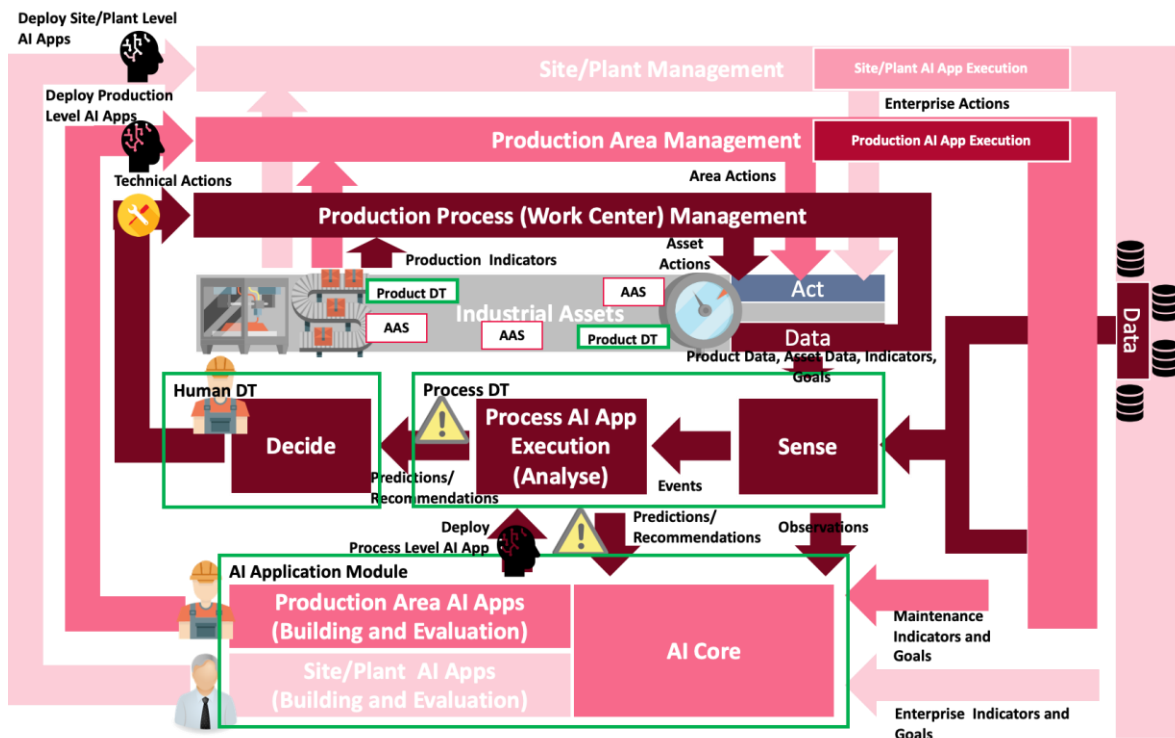 Deploy Site/Plant Level
AI Apps
Site/Plant Management
Site/Plant AI App Execution
Deploy Production
Level AI Apps
Enterprise Actions
Production Area Management
Production AI App Execution
Technical Actions
Area Actions
Production Process (Work Center) Management
Production Indicators
Asset
Actions
Product DT
AAS
Act
Industrial Assets
AAS
AAS
Product DT
Data
Data
Product Data, Asset Data, Indicators,
Goals
Human DT
Process DT
Decide
Process AI App
Execution
(Analyse)
Sense
Predictions/
Recommendations
Events
Deploy
Process Level AI App
Predictions/
Recommendations
Observations
AI Application Module
Production Area AI Apps
(Building and Evaluation)
AI Core
Maintenance
Indicators and
Goals
Site/Plant AI Apps
(Building and Evaluation)
Enterprise Indicators and
Goals